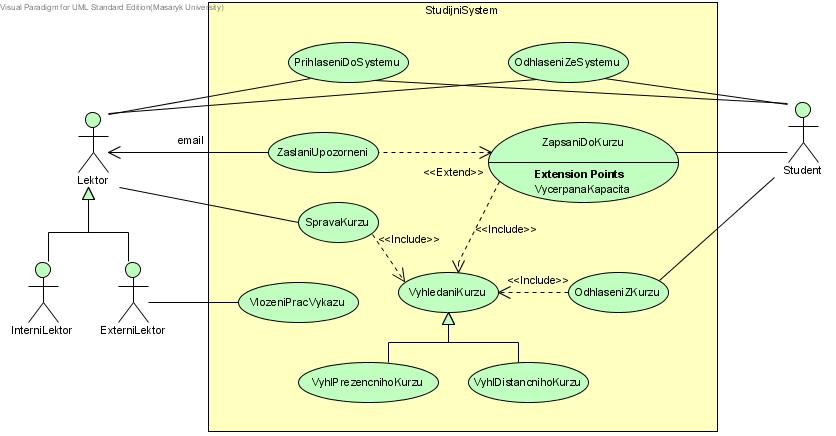 Visual Paradigm for UML Standard Edition(Masaryk University)
StudijniSystem
PrihlaseniDoSystemu
OdhlaseniZeSystemu
email
ZaslaniUpozorneni
ZapsaniDoKurzu
Extension Points
VycerpanaKapacita
<<Extend>>
Lektor
Student
SpravaKurzu
<<Include>>
<<Include>>
<<Include>>
VyhledaniKurzu
OdhlaseniZKurzu
VlozeniPracVykazu
InterniLektor
ExterniLektor
VyhlPrezencnihoKurzu
VyhlDistancnihoKurzu